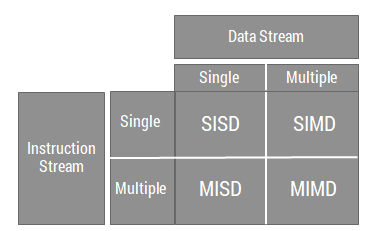 Data Stream
Single Multiple
Single SISD SIMD
Instruction
Stream
Multiple MISD MIMD